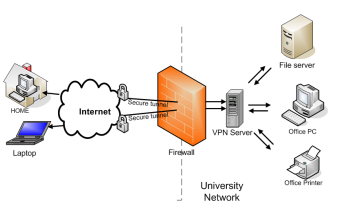 File server
HOME
Internet
Secure tunnel
Secure tunnel
VPN Server
Office PC
Laptop
Firewall
Office Printer
University
Network